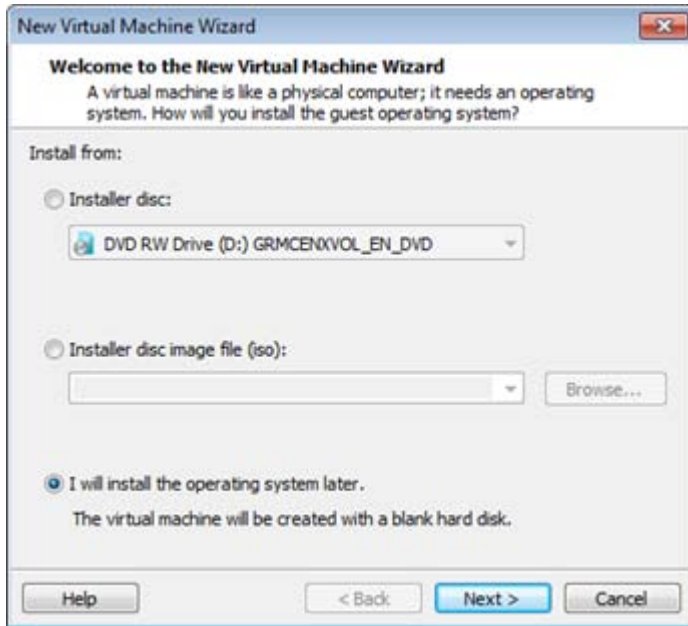 New Virtual Machine Wizard
Welcome to the New Virtual Machine Wizard
A virtual machine is like a physical computer; it needs an operating
system. How will you install the guest operating system?
Install from:
Installer disc:
DVD RW Drive (D:) GRMCENXVOL_EN_DVD
Installer disc image file (iso):
Browse...
I will install the operating system later.
The virtual machine will be created with a blank hard disk.
Help < Back Next > Cancel